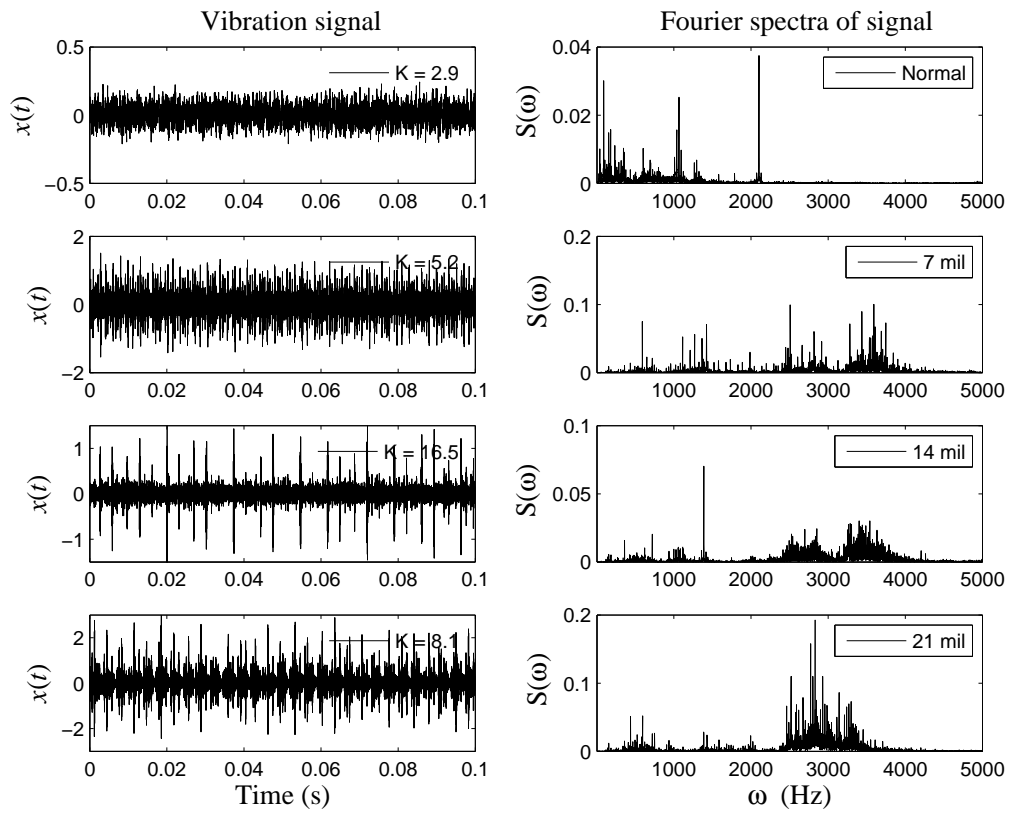 Vibration signal
Fourier spectra of signal
0.5
0
−0.5
x(t)
K = 2.9
0 0.02 0.04 0.06 0.08 0.1
0.04
0.02
0
S(ω)
Normal
1000 2000 3000 4000 5000
2
0
−2
x(t)
K = 5.2
0 0.02 0.04 0.06 0.08 0.1
0.2
0.1
0
S(ω)
7 mil
1000 2000 3000 4000 5000
1
0
−1
x(t)
K = 16.5
0 0.02 0.04 0.06 0.08 0.1
0.1
0.05
0
S(ω)
14 mil
1000 2000 3000 4000 5000
2
0
−2
x(t)
K = 8.1
0 0.02 0.04 0.06 0.08 0.1
Time (s)
0.2
0.1
0
S(ω)
21 mil
1000 2000 3000 4000 5000
ω (Hz)